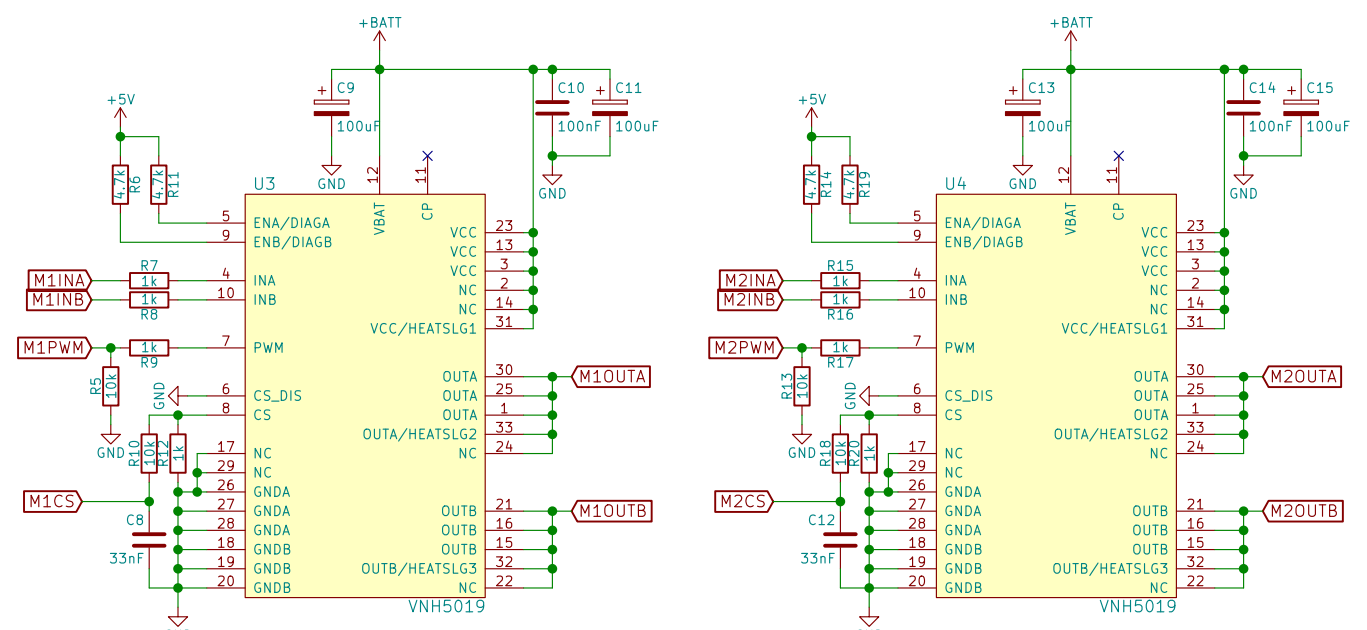 +BATT
C9
100uF
GND
C10
100nF
C11
100uF
GND
+5V
4.7k
R6
4.7k
R11
U3
12
VBAT
11
CP
5
ENA/DIAGA
9
ENB/DIAGB
M1INA
R7
1k
4
INA
M1INB
1k
R8
10
INB
M1PWM
1k
R9
7
PWM
R5
10k
GND
GND
6
CS_DIS
8
CS
R10
10k
R12
1k
17
NC
29
NC
26
GNDA
27
GNDA
28
GNDA
18
GNDB
19
GNDB
20
GNDB
M1CS
C8
33nF
VCC
23
VCC
13
VCC
3
NC
2
NC
14
VCC/HEATSLG1
31
OUTA
30
M1OUTA
OUTA
25
OUTA
1
OUTA/HEATSLG2
33
NC
24
OUTB
21
M1OUTB
OUTB
16
OUTB
15
OUTB/HEATSLG3
32
NC
22
VNH5019
+BATT
C13
100uF
GND
C14
100nF
C15
100uF
GND
+5V
4.7k
R14
4.7k
R19
U4
12
VBAT
11
CP
5
ENA/DIAGA
9
ENB/DIAGB
M2INA
R15
1k
4
INA
M2INB
1k
R16
10
INB
M2PWM
1k
R17
7
PWM
R13
10k
GND
GND
6
CS_DIS
8
CS
R18
10k
R20
1k
17
NC
29
NC
26
GNDA
27
GNDA
28
GNDA
18
GNDB
19
GNDB
20
GNDB
M2CS
C12
33nF
VCC
23
VCC
13
VCC
3
NC
2
NC
14
VCC/HEATSLG1
31
OUTA
30
M2OUTA
OUTA
25
OUTA
1
OUTA/HEATSLG2
33
NC
24
OUTB
21
M2OUTB
OUTB
16
OUTB
15
OUTB/HEATSLG3
32
NC
22
VNH5019